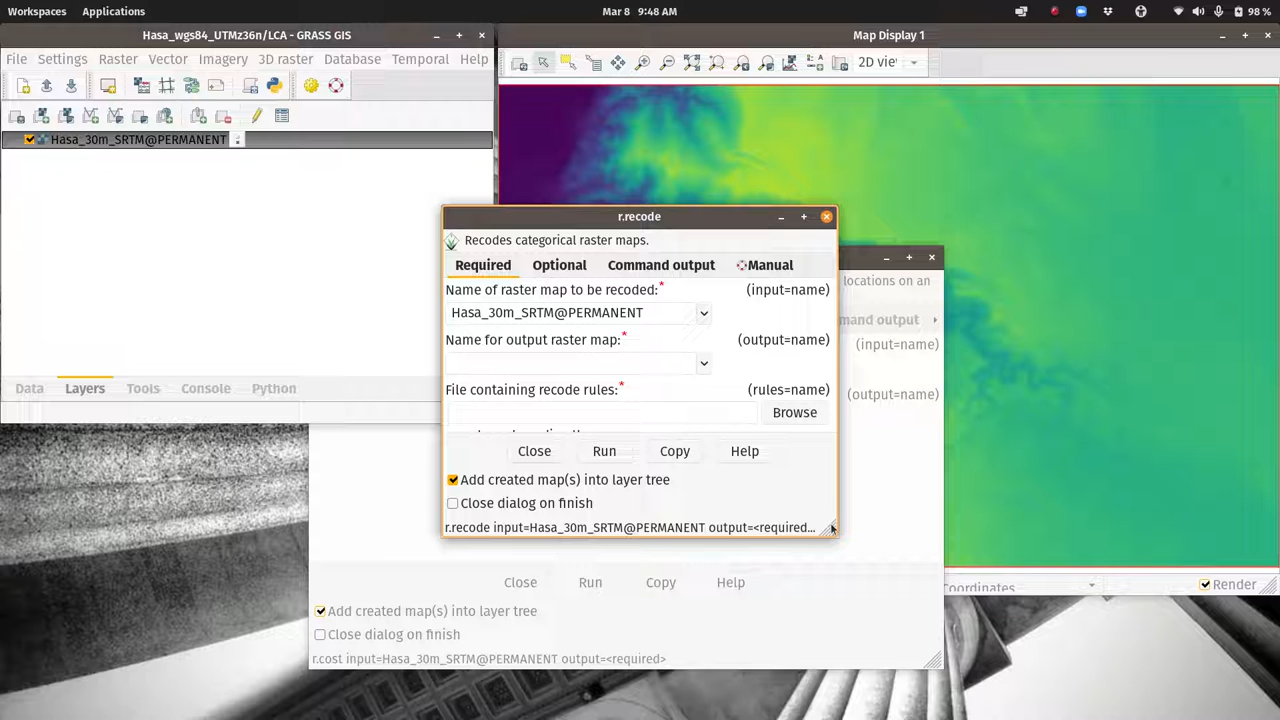 Workspaces Applications Mar 8 9:48 AM 98 %
Hasa_wgs84_UTMz36n/LCA - GRASS GIS
Map Display 1
File Settings Raster Vector Imagery 3D raster Database Temporal Help
2D view
Hasa_30m_SRTM@PERMANENT
r.recode
Recodes categorical raster maps.
Required Optional Command output Manual
Name of raster map to be recoded:* (input=name)
Hasa_30m_SRTM@PERMANENT
Name for output raster map:* (output=name)
File containing recode rules:* (rules=name)
Browse
Close Run Copy Help
Add created map(s) into layer tree
Close dialog on finish
r.recode input=Hasa_30m_SRTM@PERMANENT output=<required...
Data Layers Tools Console Python
locations on an
mand output
(input=name)
(output=name)
Close Run Copy Help
Add created map(s) into layer tree
Close dialog on finish
r.cost input=Hasa_30m_SRTM@PERMANENT output=<required>
Coordinates
Render